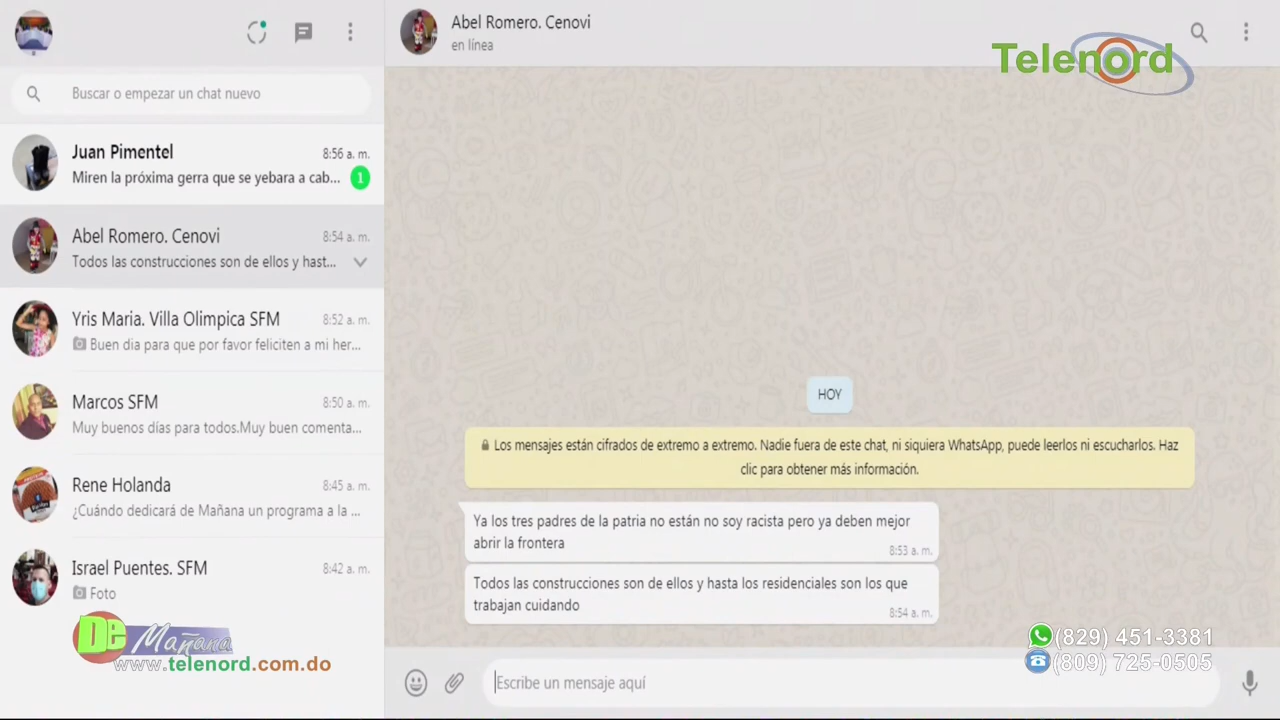 Abel Romero. Cenovi
en línea
Telenord
Buscar o empezar un chat nuevo
Juan Pimentel
8:56 a. m.
Miren la próxima gerra que se yebara a cab...
1
Abel Romero. Cenovi
8:54 a. m.
Todos las construcciones son de ellos y hast...
Yris Maria. Villa Olimpica SFM
8:52 a. m.
Buen dia para que por favor feliciten a mi her...
Marcos SFM
8:50 a. m.
Muy buenos días para todos.Muy buen comenta...
Rene Holanda
8:45 a. m.
¿Cuándo dedicará de Mañana un programa a la ...
Israel Puentes. SFM
8:42 a. m.
Foto
De Mañana
www.telenord.com.do
HOY
Los mensajes están cifrados de extremo a extremo. Nadie fuera de este chat, ni siquiera WhatsApp, puede leerlos ni escucharlos. Haz
clic para obtener más información.
Ya los tres padres de la patria no están no soy racista pero ya deben mejor
abrir la frontera
8:53 a. m.
Todos las construcciones son de ellos y hasta los residenciales son los que
trabajan cuidando
8:54 a. m.
(829) 451-3381
(809) 725-0505
Escribe un mensaje aquí